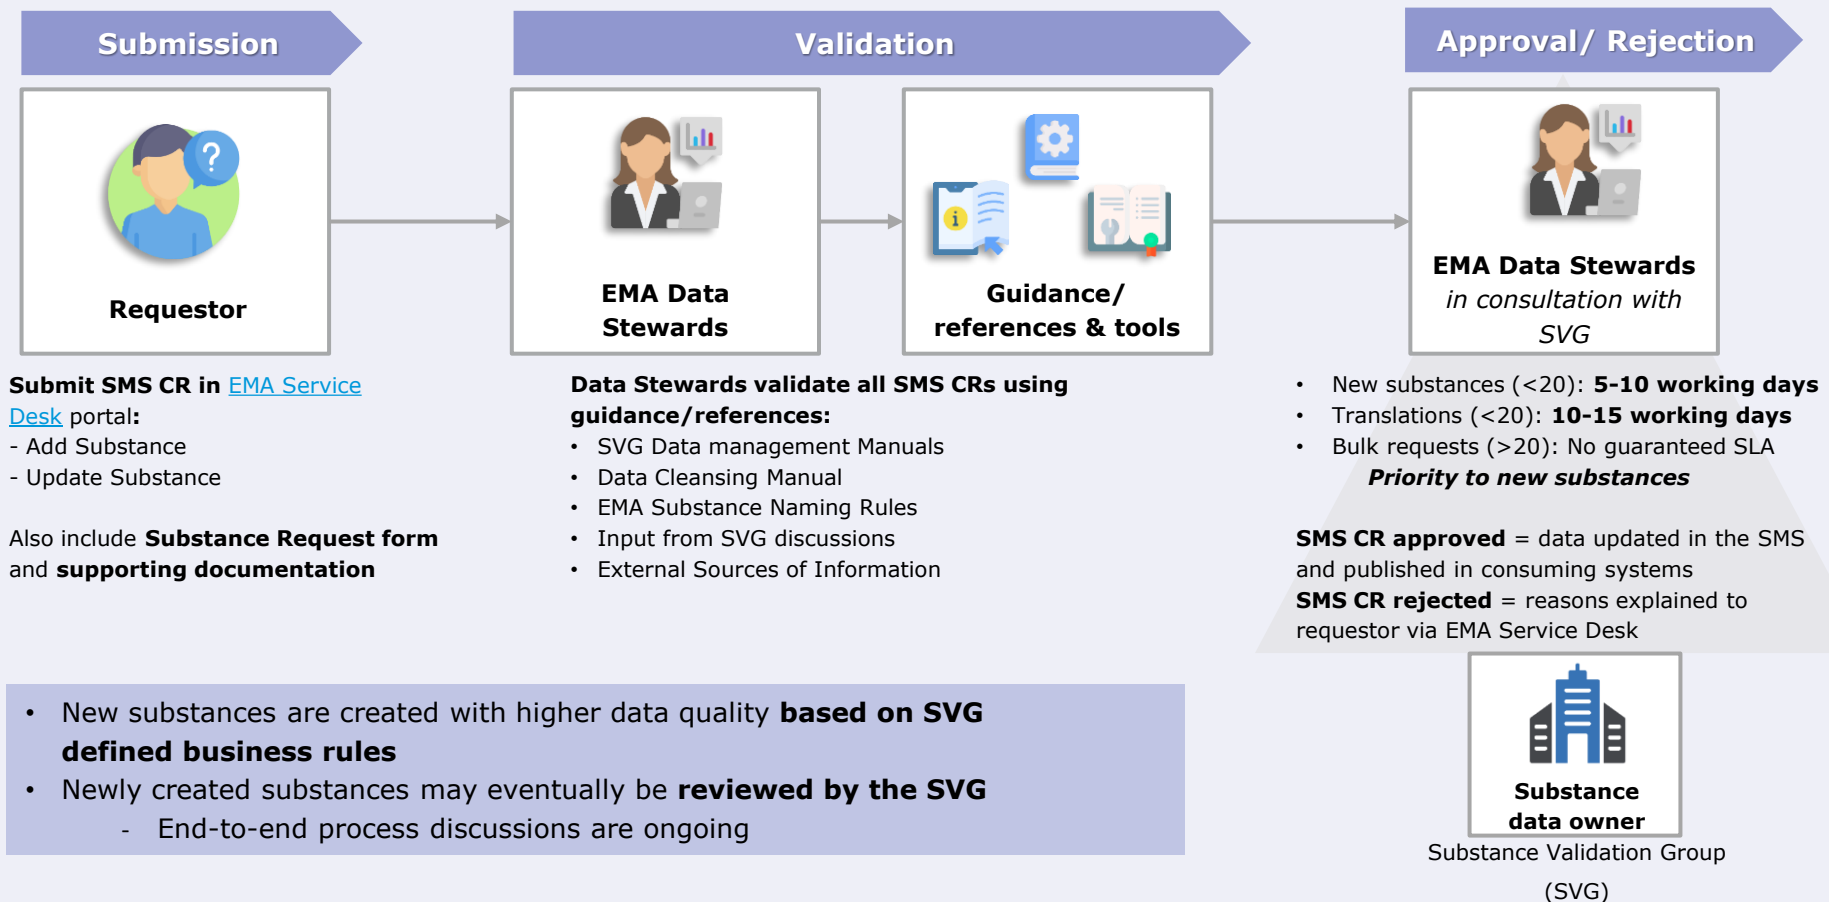 Submission
Validation
Approval/ Rejection
?
i
Requestor
EMA Data
Stewards
Guidance/
references & tools
EMA Data Stewards
in consultation with
SVG
Submit SMS CR in EMA Service
Desk portal:
- Add Substance
- Update Substance
Also include Substance Request form
and supporting documentation
Data Stewards validate all SMS CRs using
guidance/references:
• SVG Data management Manuals
• Data Cleansing Manual
• EMA Substance Naming Rules
• Input from SVG discussions
• External Sources of Information
• New substances (<20): 5-10 working days
• Translations (<20): 10-15 working days
• Bulk requests (>20): No guaranteed SLA
Priority to new substances
SMS CR approved = data updated in the SMS
and published in consuming systems
SMS CR rejected = reasons explained to
requestor via EMA Service Desk
• New substances are created with higher data quality based on SVG
defined business rules
• Newly created substances may eventually be reviewed by the SVG
- End-to-end process discussions are ongoing
Substance
data owner
Substance Validation Group
(SVG)